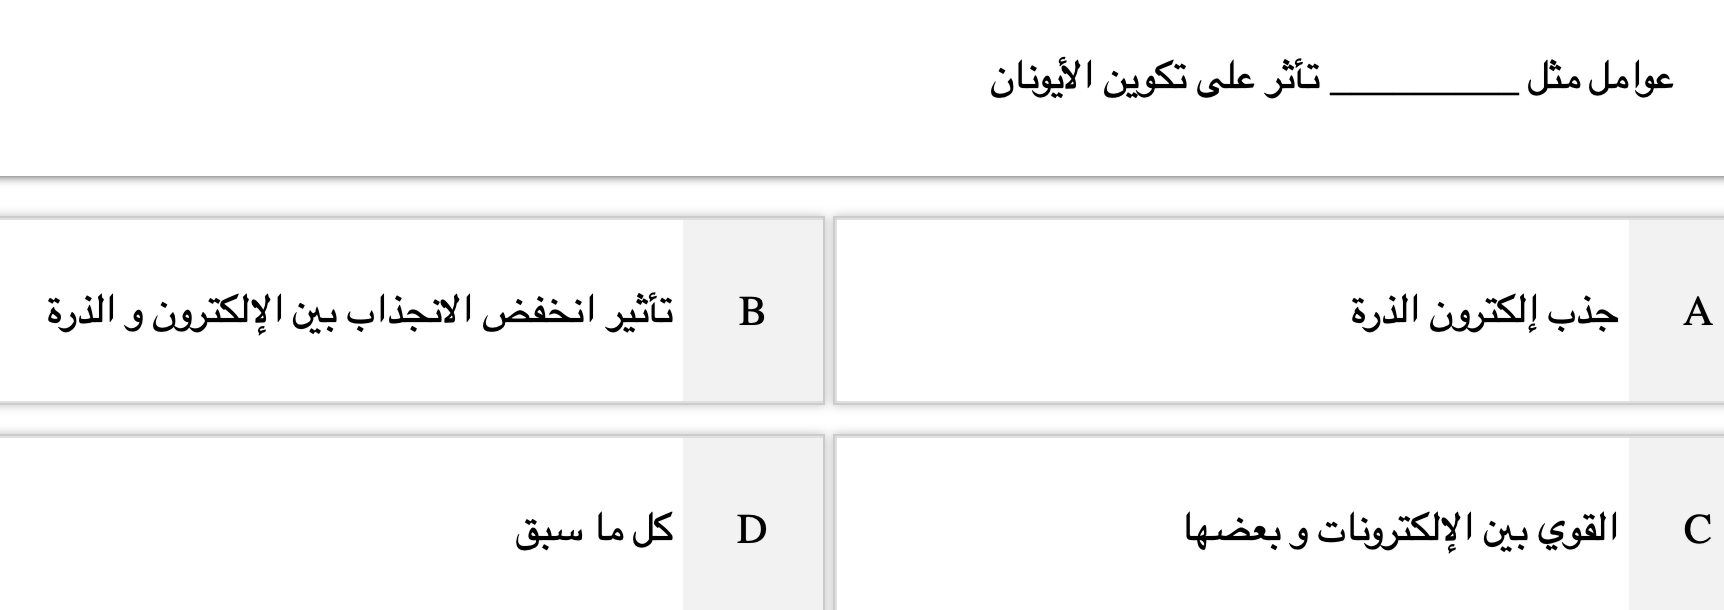 عوامل مثل __________ تأثر على تكوين الأيونان
A جذب إلكترون الذرة
B تأثير انخفض الانجذاب بين الإلكترون و الذرة
C القوي بين الإلكترونات و بعضها
D كل ما سبق